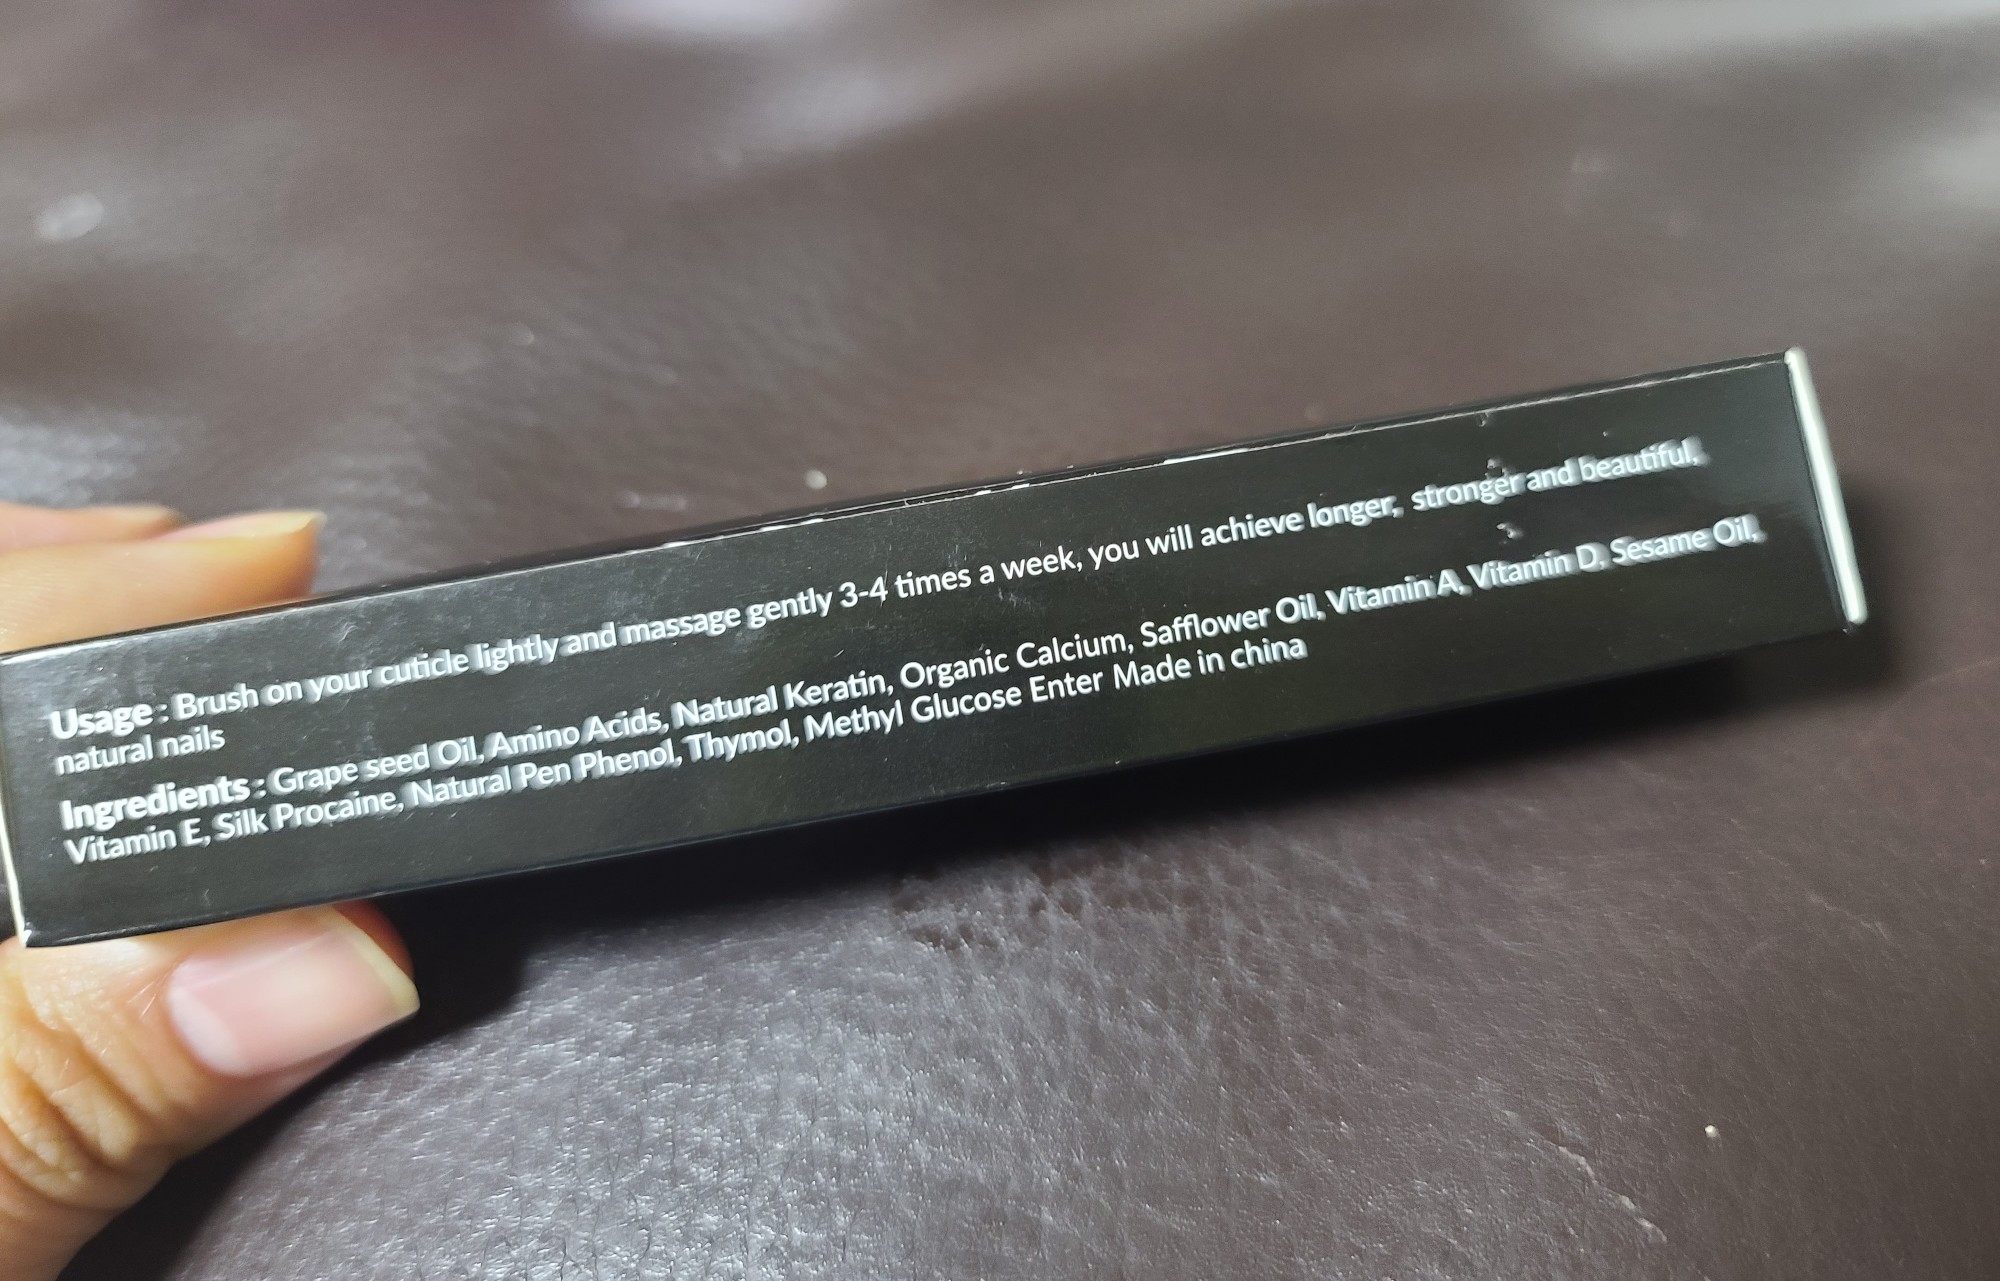 Usage : Brush on your cuticle lightly and massage gently 3-4 times a week, you will achieve longer, stronger and beautiful,
natural nails
Ingredients : Grape seed Oil, Amino Acids, Natural Keratin, Organic Calcium, Safflower Oil, Vitamin A, Vitamin D, Sesame Oil,
Vitamin E, Silk Procaine, Natural Pen Phenol, Thymol, Methyl Glucose Enter Made in china